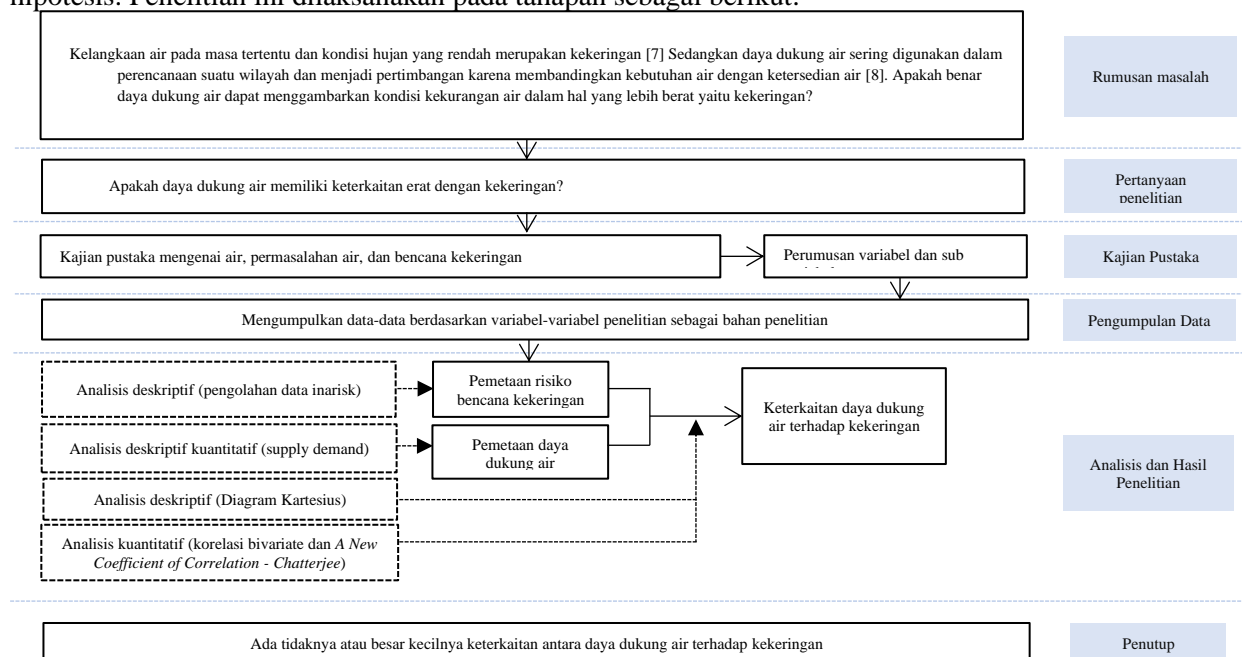 hipotesis. Penelitian ini dilaksanakan pada tahapan sebagai berikut:
Kelangkaan air pada masa tertentu dan kondisi hujan yang rendah merupakan kekeringan [7] Sedangkan daya dukung air sering digunakan dalam
perencanaan suatu wilayah dan menjadi pertimbangan karena membandingkan kebutuhan air dengan ketersedian air [8]. Apakah benar
daya dukung air dapat menggambarkan kondisi kekurangan air dalam hal yang lebih berat yaitu kekeringan?
Rumusan masalah
Apakah daya dukung air memiliki keterkaitan erat dengan kekeringan?
Pertanyaan
penelitian
Kajian pustaka mengenai air, permasalahan air, dan bencana kekeringan
Perumusan variabel dan sub
Kajian Pustaka
Mengumpulkan data-data berdasarkan variabel-variabel penelitian sebagai bahan penelitian
Pengumpulan Data
Analisis deskriptif (pengolahan data inarisk)
Pemetaan risiko
bencana kekeringan
Analisis deskriptif kuantitatif (supply demand)
Pemetaan daya
dukung air
Keterkaitan daya dukung
air terhadap kekeringan
Analisis deskriptif (Diagram Kartesius)
Analisis kuantitatif (korelasi bivariate dan A New
Coefficient of Correlation - Chatterjee)
Analisis dan Hasil
Penelitian
Ada tidaknya atau besar kecilnya keterkaitan antara daya dukung air terhadap kekeringan
Penutup